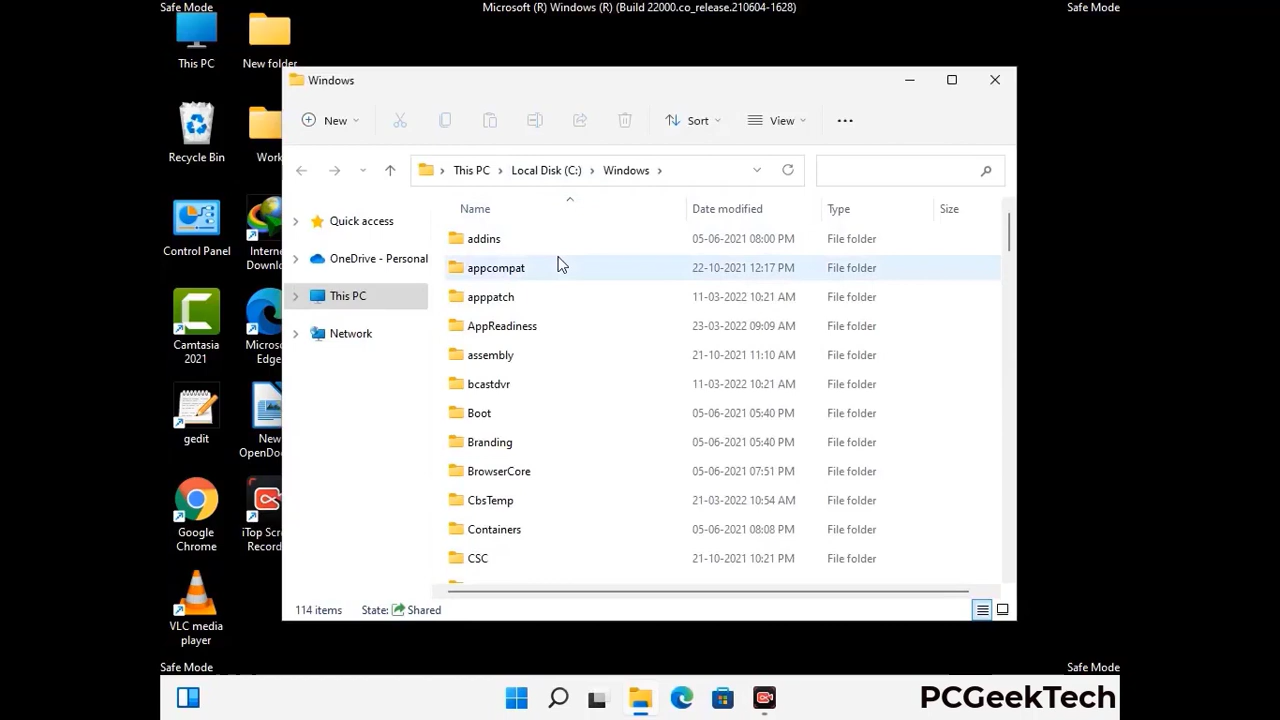 Safe Mode
Microsoft (R) Windows (R) (Build 22000.co_release.210604-1628)
Safe Mode
This PC
New folder
Recycle Bin
Work
Control Panel
Internet
Downlo
Camtasia
2021
Micros
Edge
gedit
New
OpenDo
Google
Chrome
iTop Scr
Record
VLC media
player
Windows
New
Sort
View
This PC
Local Disk (C:)
Windows
Quick access
OneDrive - Personal
This PC
Network
Name Date modified Type Size
addins 05-06-2021 08:00 PM File folder
appcompat 22-10-2021 12:17 PM File folder
apppatch 11-03-2022 10:21 AM File folder
AppReadiness 23-03-2022 09:09 AM File folder
assembly 21-10-2021 11:10 AM File folder
bcastdvr 11-03-2022 10:21 AM File folder
Boot 05-06-2021 05:40 PM File folder
Branding 05-06-2021 05:40 PM File folder
BrowserCore 05-06-2021 07:51 PM File folder
CbsTemp 21-03-2022 10:54 AM File folder
Containers 05-06-2021 08:08 PM File folder
CSC 21-10-2021 10:21 PM File folder
114 items State: Shared
Safe Mode
Safe Mode
PCGeekTech